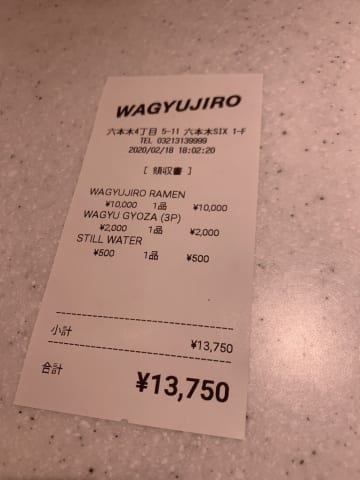 WAGYUJIRO
六本木4丁目 5-11 六本木SIX 1-F
TEL 03213139999
2020/02/18 18:02:20
[ 領収書 ]
WAGYUJIRO RAMEN
¥10,000 1品 ¥10,000
WAGYU GYOZA (3P)
¥2,000 1品 ¥2,000
STILL WATER
¥500 1品 ¥500
小計 ¥13,750
合計 ¥13,750